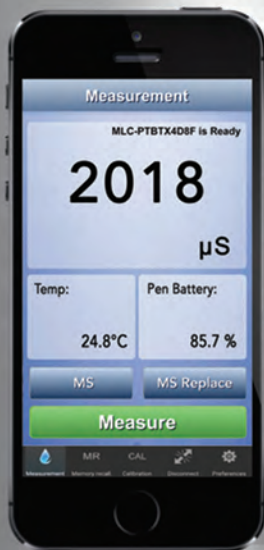 Measurement
MLC-PTBTX4D8F is Ready
2018
µS
Temp:
24.8°C
Pen Battery:
85.7 %
MS
MS Replace
Measure
MR
CAL
Measurement
Memory recall
Calibration
Disconnect
Preferences